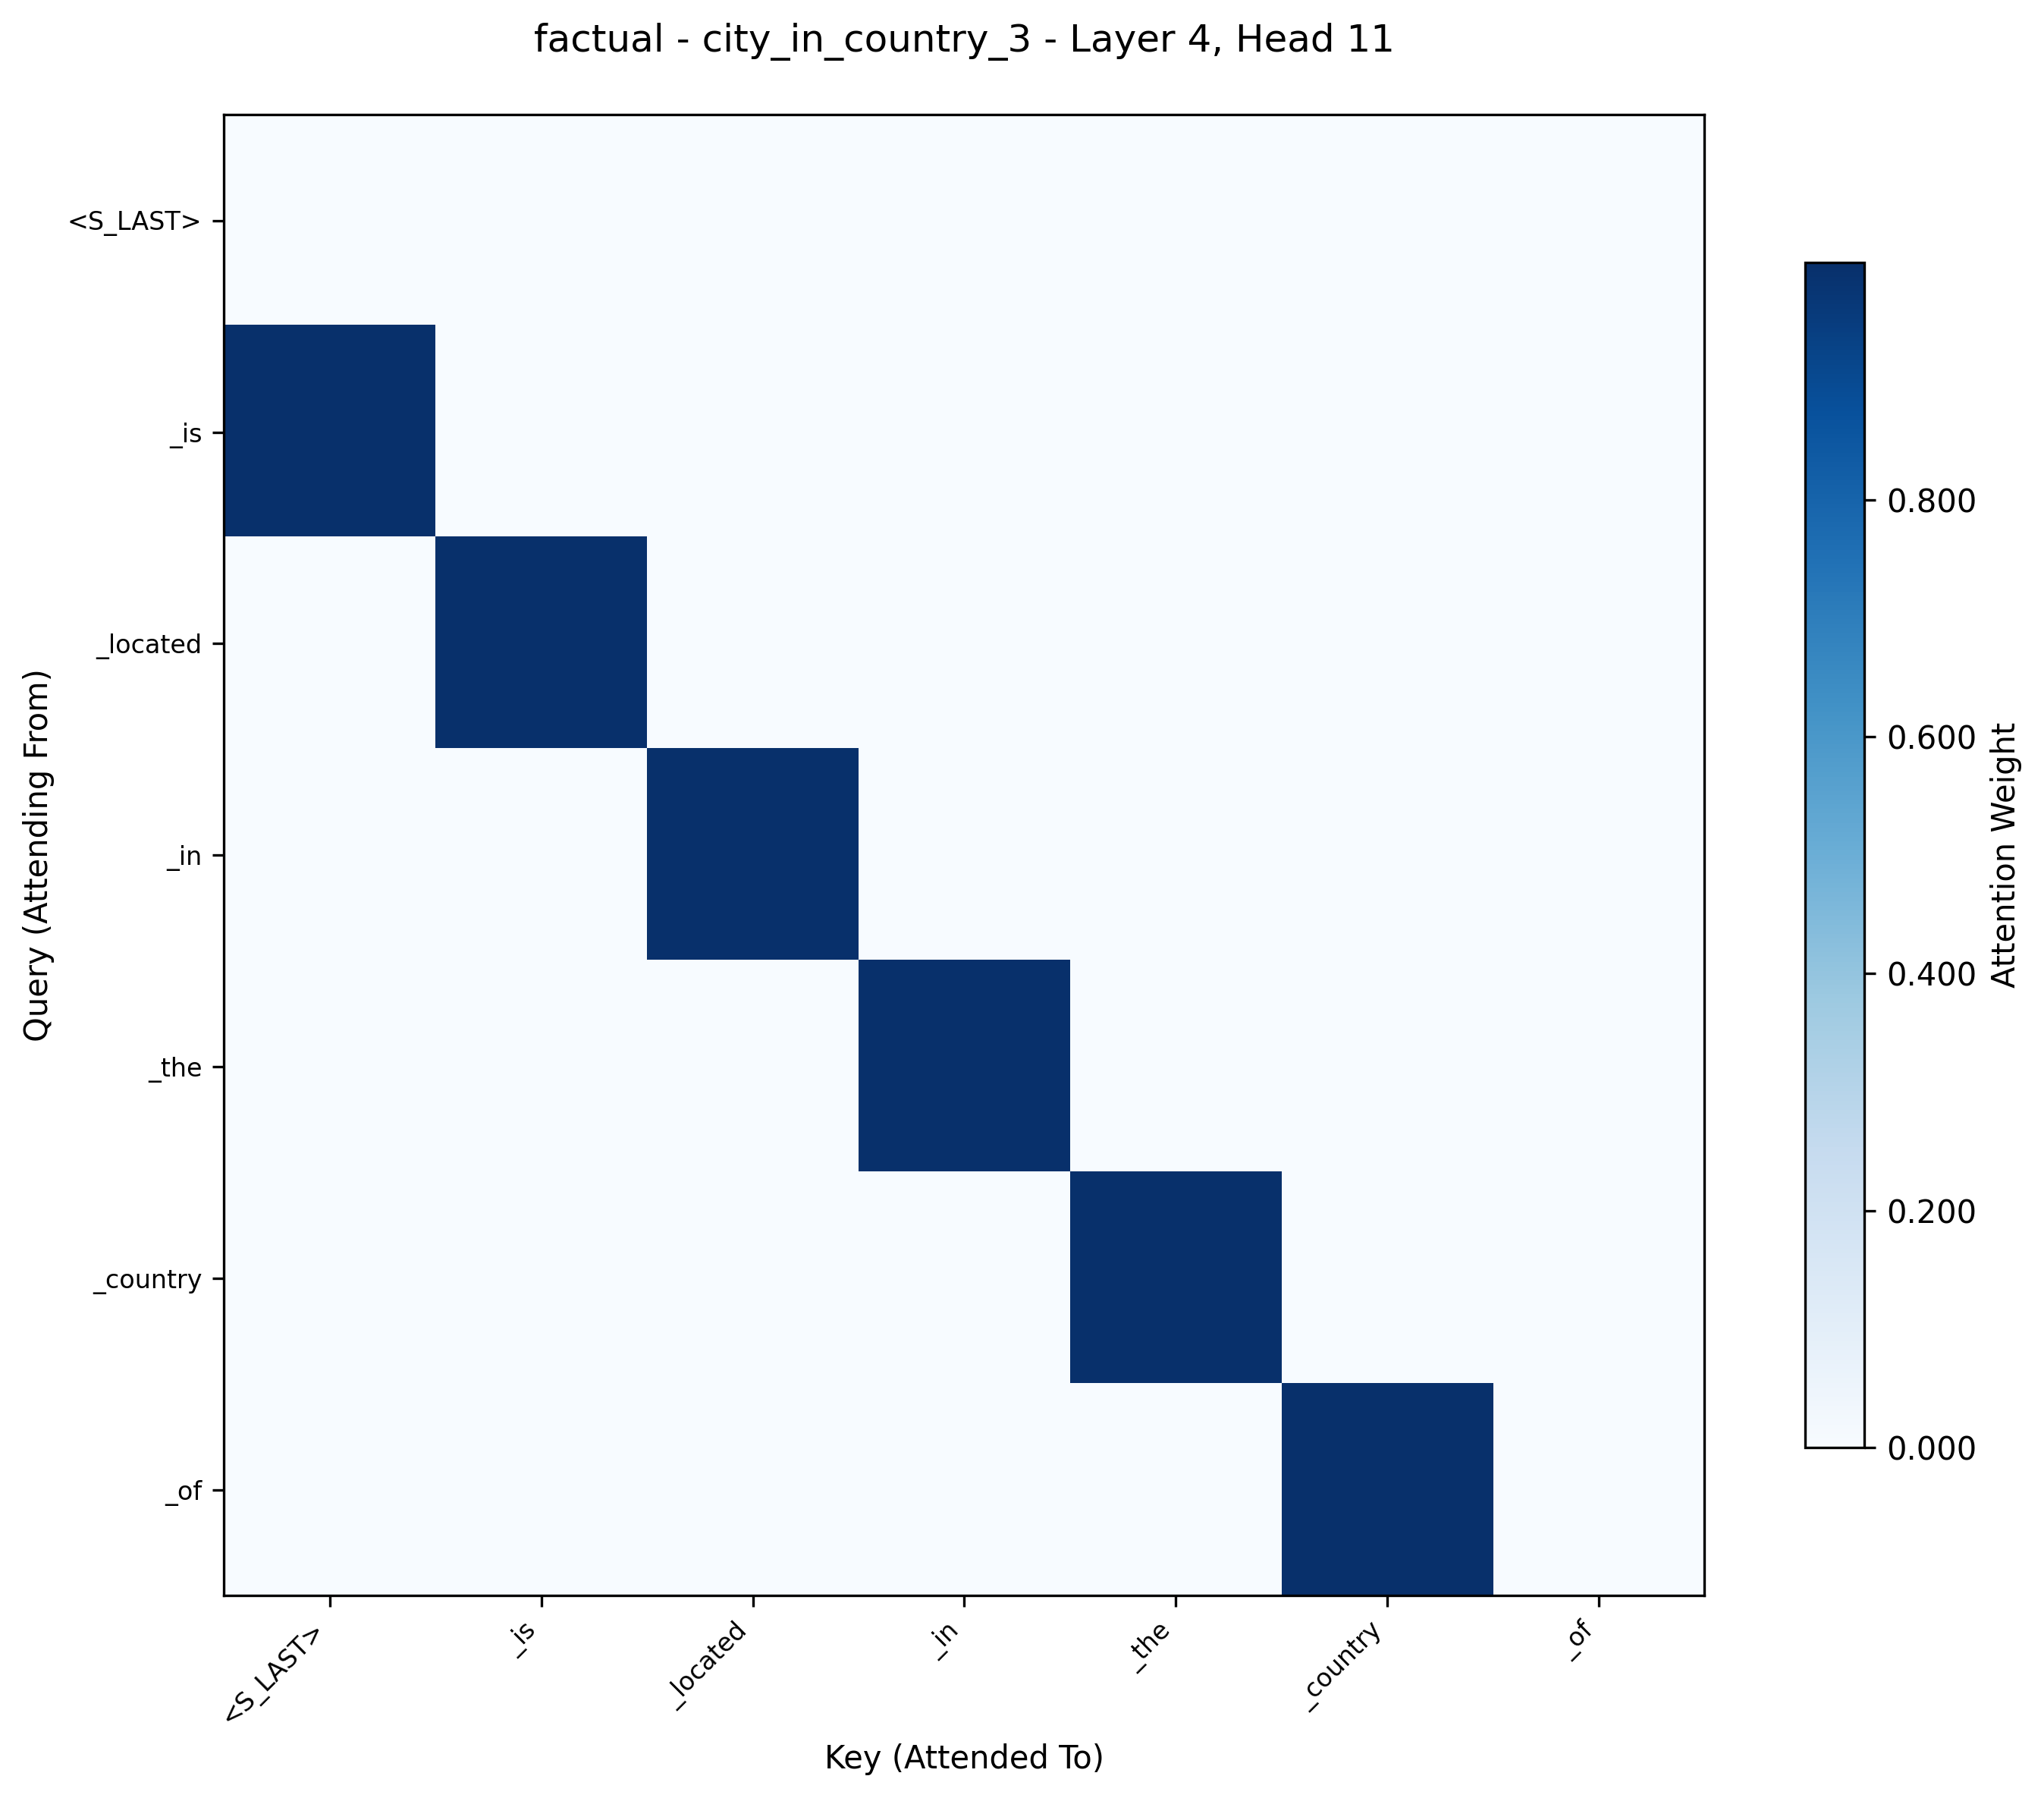 factual - city_in_country_3 - Layer 4, Head 11
Query (Attending From)
<S_LAST>
_is
_located
_in
_the
_country
_of
<S_LAST>
_is
_located
_in
_the
_country
_of
Key (Attended To)
0.800
0.600
0.400
0.200
0.000
Attention Weight